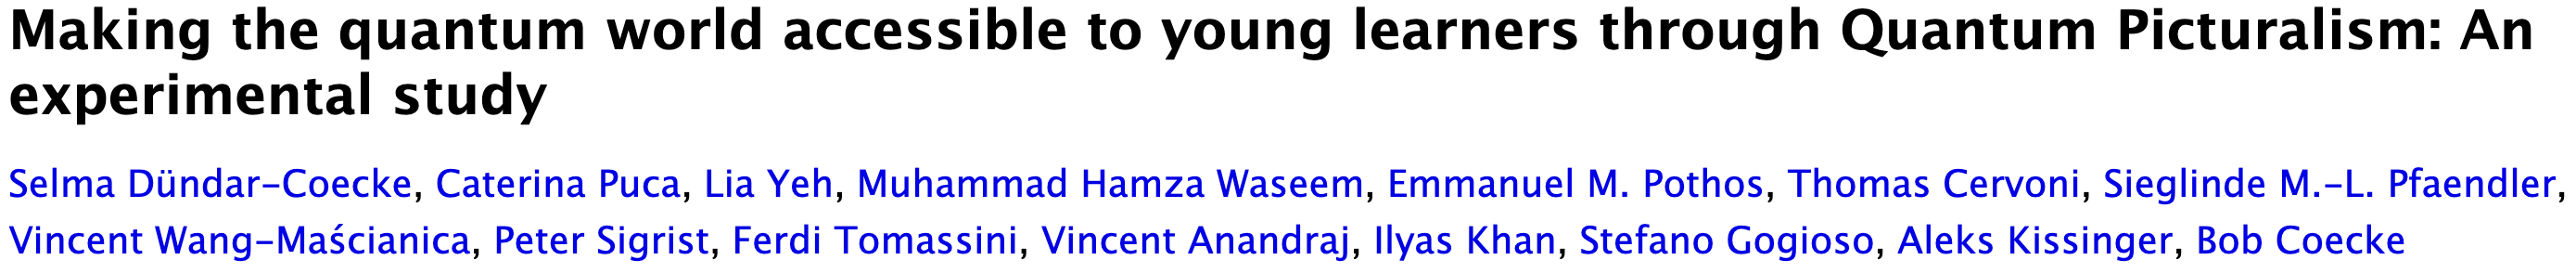 Making the quantum world accessible to young learners through Quantum Picturalism: An
experimental study
Selma Dündar-Coecke, Caterina Puca, Lia Yeh, Muhammad Hamza Waseem, Emmanuel M. Pothos, Thomas Cervoni, Sieglinde M.-L. Pfaendler,
Vincent Wang-Maścianica, Peter Sigrist, Ferdi Tomassini, Vincent Anandraj, Ilyas Khan, Stefano Gogioso, Aleks Kissinger, Bob Coecke